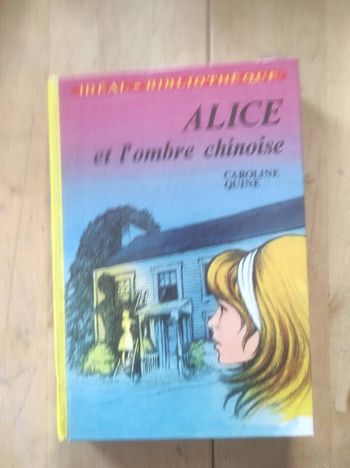 IDÉAL - BIBLIOTHÈQUE
ALICE
et l'ombre chinoise
CAROLINE
QUINE